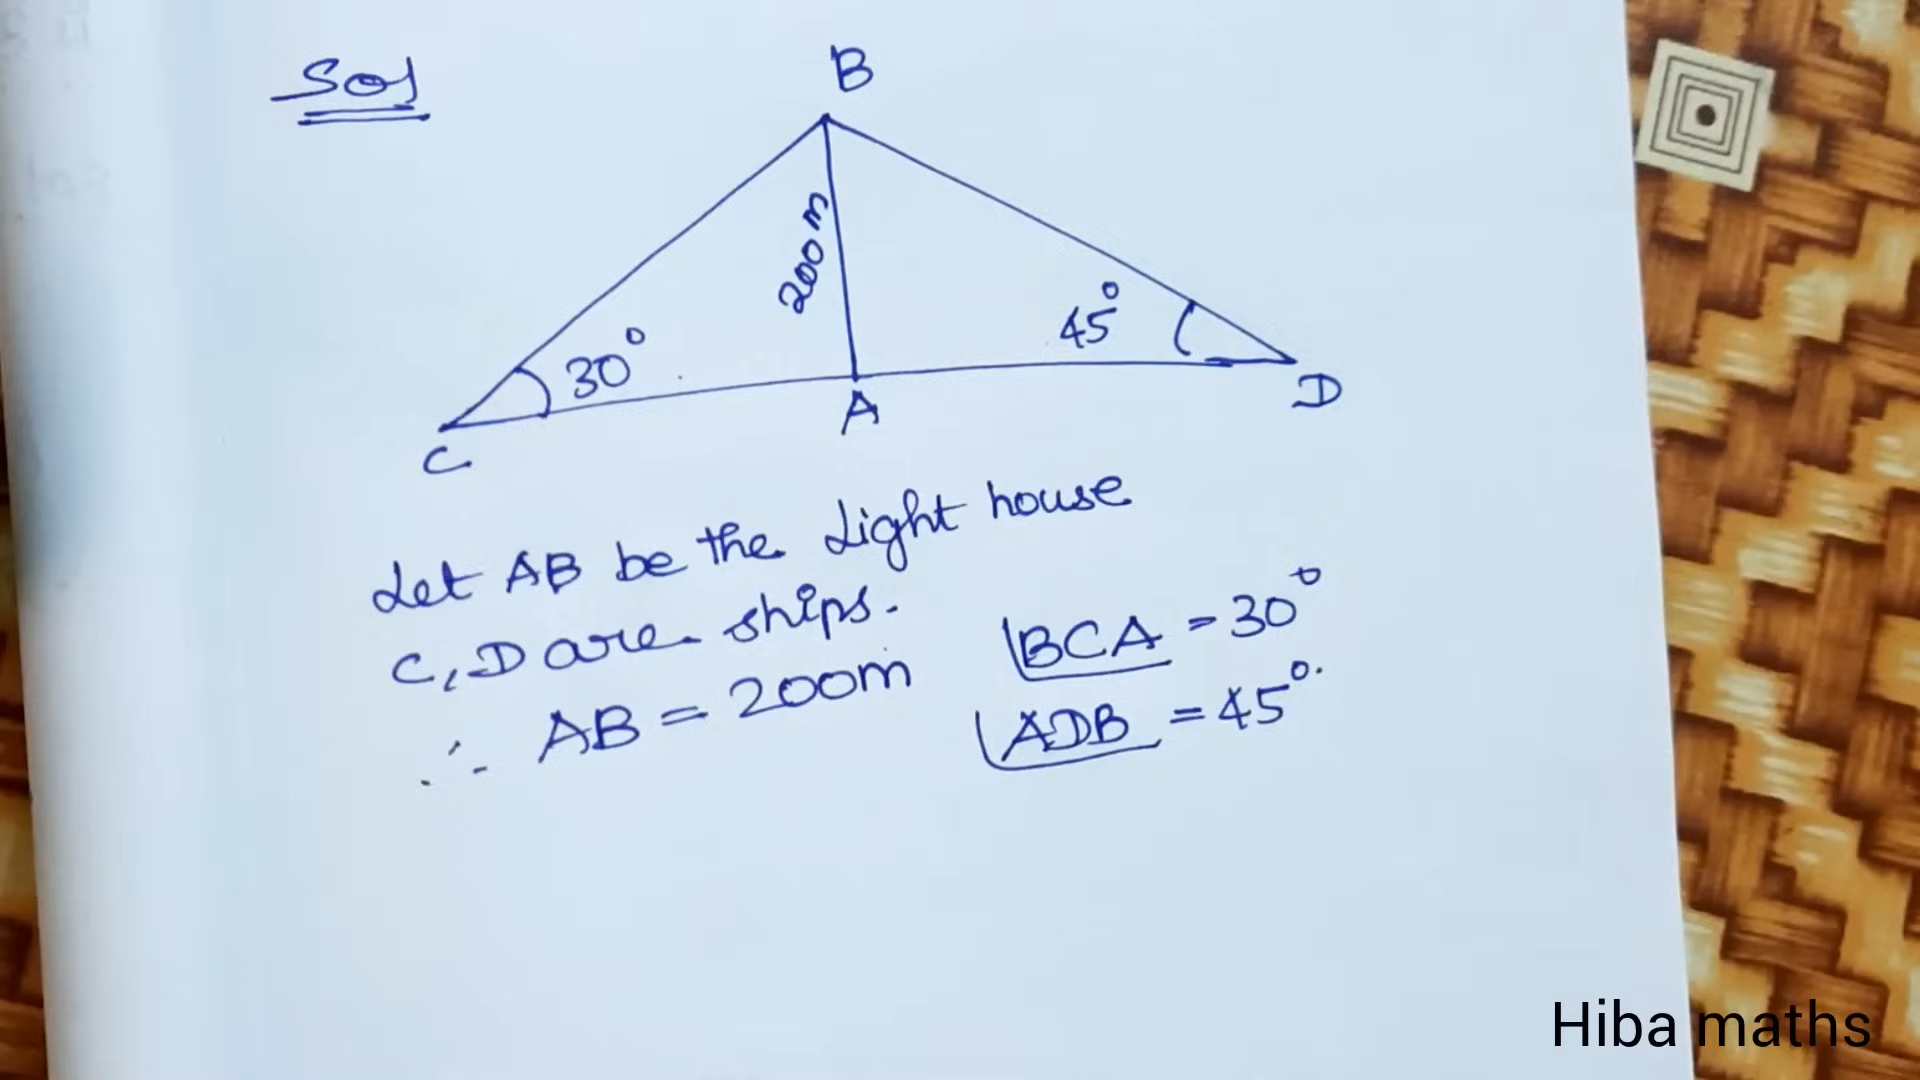 Sol
B
200m
30°
45°
A
C
D
Let AB be the Light house
C, D are ships.
∴ AB = 200m
∠BCA = 30°
∠ADB = 45°.
Hiba maths